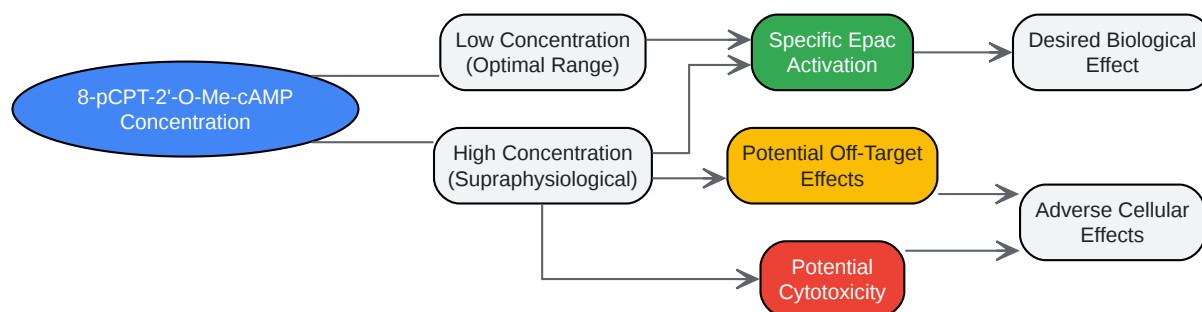 8-pCPT-2'-O-Me-cAMP
Concentration
Low Concentration
(Optimal Range)
Specific Epac
Activation
Desired Biological
Effect
High Concentration
(Supraphysiological)
Potential Off-Target
Effects
Adverse Cellular
Effects
Potential
Cytotoxicity